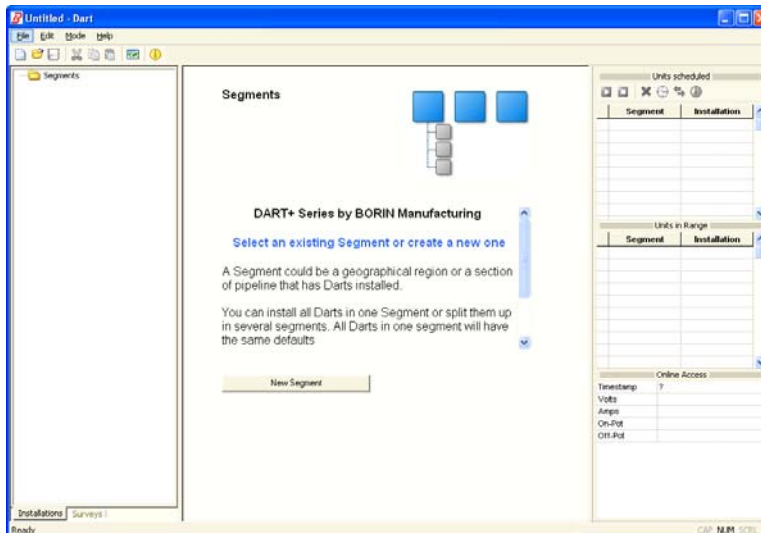 Untitled - Dart
File Edit Mode Help
Segments
Segments
DART+ Series by BORIN Manufacturing
Select an existing Segment or create a new one
A Segment could be a geographical region or a section
of pipeline that has Darts installed.
You can install all Darts in one Segment or split them up
in several segments. All Darts in one segment will have
the same defaults
New Segment
Units scheduled
Segment Installation
Units in Range
Segment Installation
Online Access
Timestamp ?
Volts
Amps
On-Pot
Off-Pot
Installations Surveys
Ready
CAP NUM SCRL